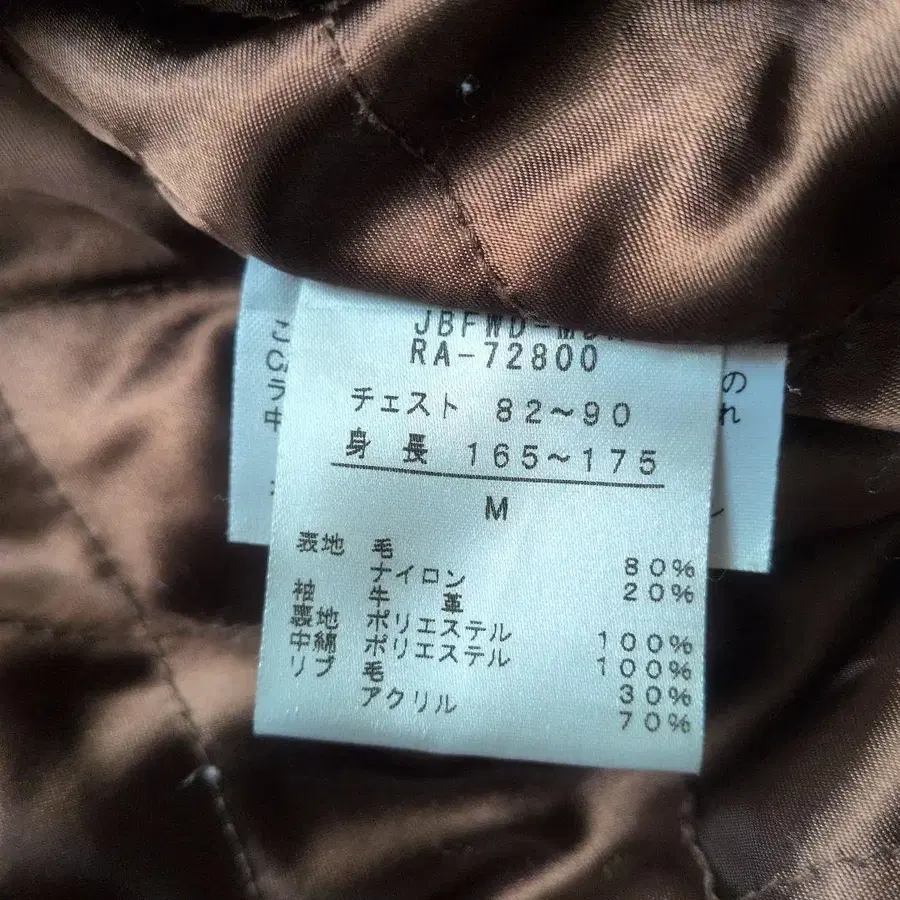 RA-72800
チェスト 82~90
身 長 165~175
M
表地 毛 80%
ナイロン 20%
袖 牛 革
裏地 ポリエステル 100%
中綿 ポリエステル 100%
リブ 毛 30%
アクリル 70%
の
れ